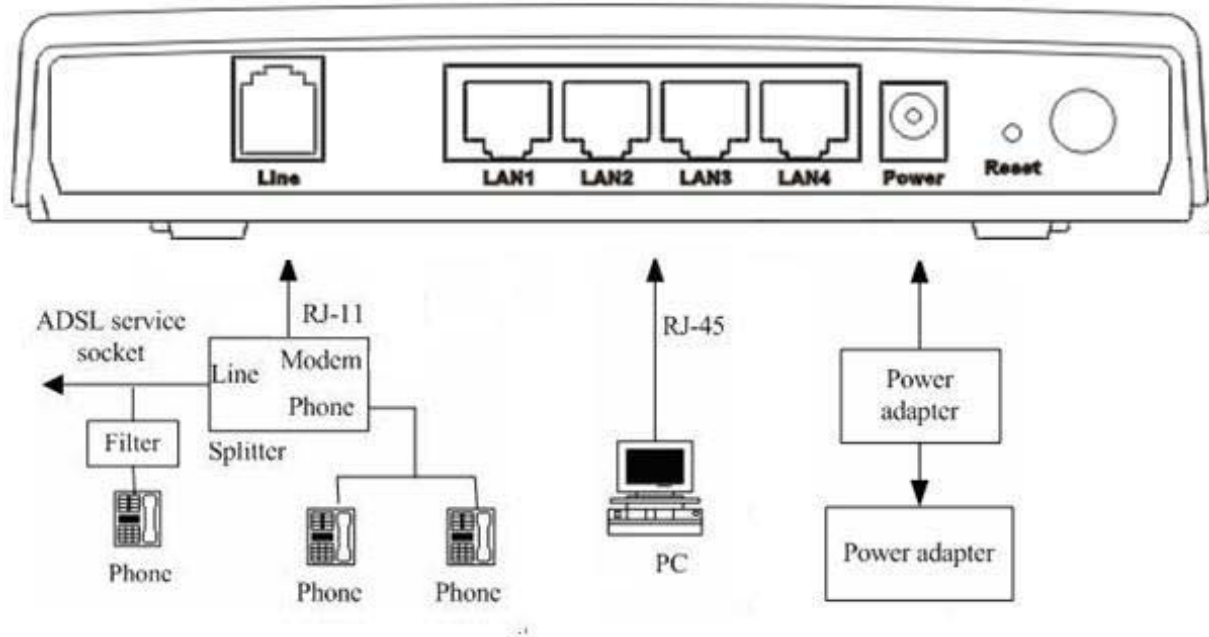 Line
LAN1 LAN2 LAN3 LAN4
Power
Reset
ADSL service
socket
RJ-11
Line
Modem
Phone
Splitter
Filter
Phone
Phone
Phone
RJ-45
PC
Power
adapter
Power adapter